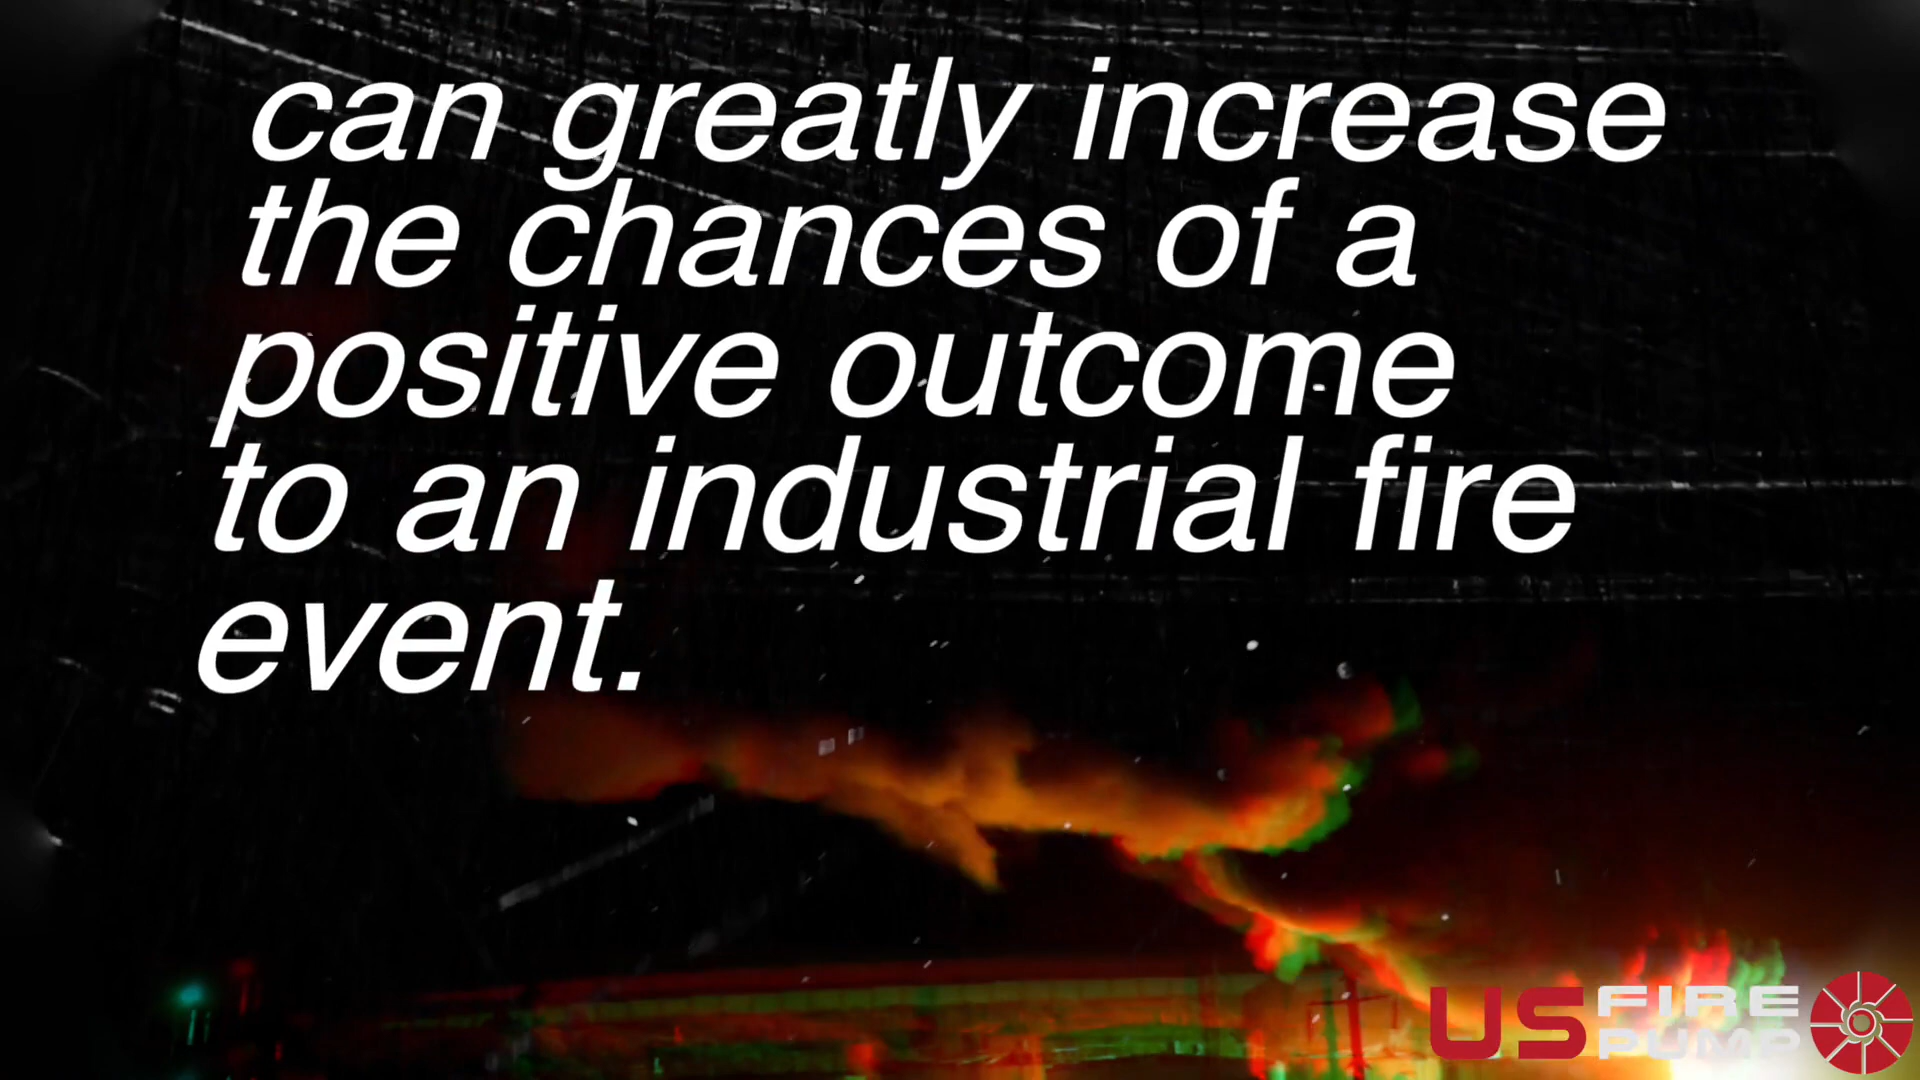 can greatly increase
the chances of a
positive outcome
to an industrial fire
event.
US FIRE
PUMP